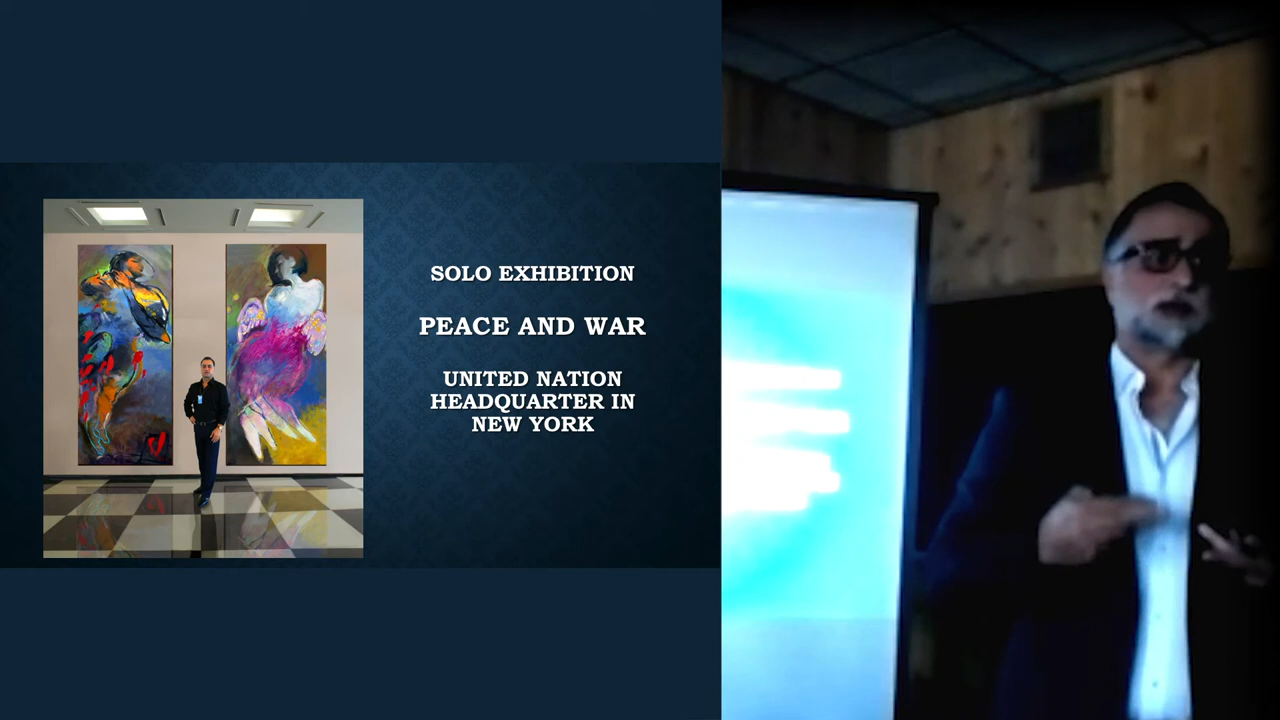 SOLO EXHIBITION
PEACE AND WAR
UNITED NATION
HEADQUARTER IN
NEW YORK